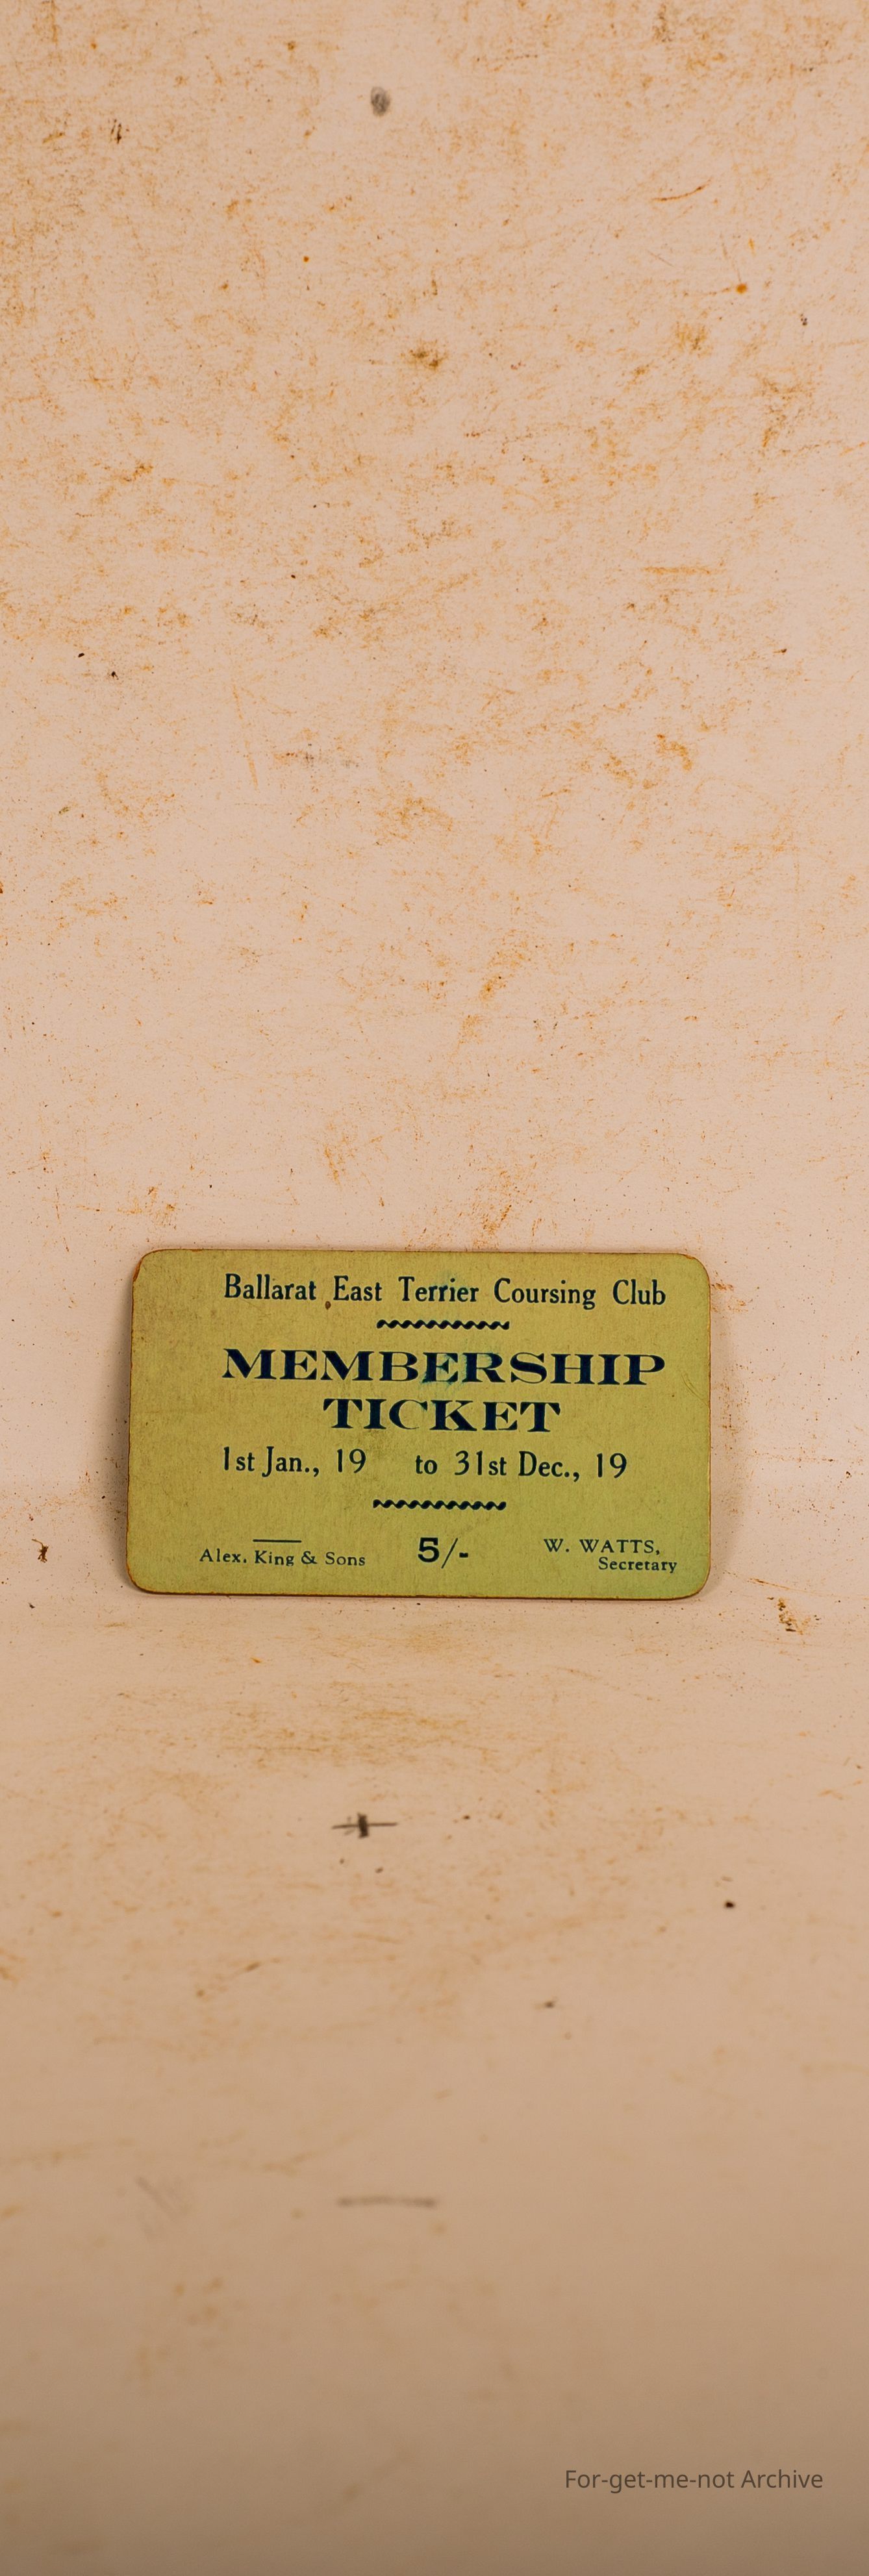 Ballarat East Terrier Coursing Club
MEMBERSHIP
TICKET
1st Jan., 19 to 31st Dec., 19
Alex. King & Sons 5/- W. WATTS,
Secretary
For-get-me-not Archive